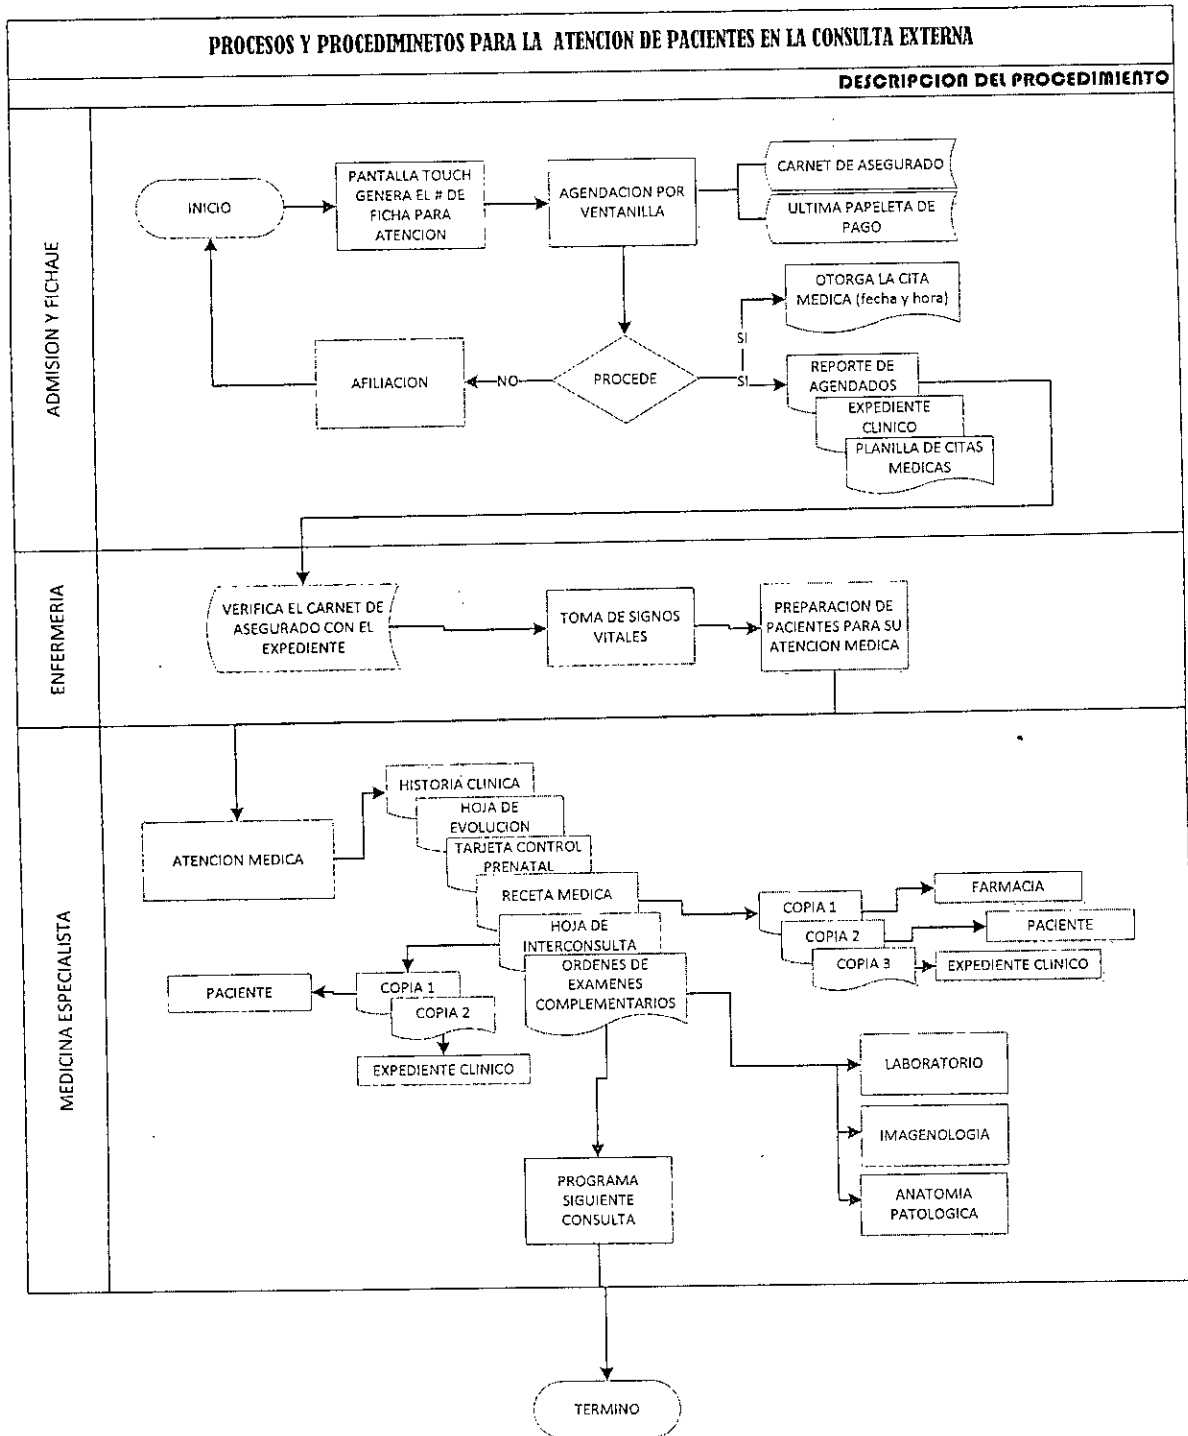 PROCESOS Y PROCEDIMINETOS PARA LA ATENCION DE PACIENTES EN LA CONSULTA EXTERNA
DESCRIPCION DEL PROCEDIMIENTO
ADMISION Y FICHAJE
INICIO
PANTALLA TOUCH
GENERA EL # DE
FICHA PARA
ATENCION
AGENDACION POR
VENTANILLA
CARNET DE ASEGURADO
ULTIMA PAPELETA DE
PAGO
OTORGA LA CITA
MEDICA (fecha y hora)
SI
AFILIACION
NO
PROCEDE
SI
REPORTE DE
AGENDADOS
EXPEDIENTE
CLINICO
PLANILLA DE CITAS
MEDICAS
ENFERMERIA
VERIFICA EL CARNET DE
ASEGURADO CON EL
EXPEDIENTE
TOMA DE SIGNOS
VITALES
PREPARACION DE
PACIENTES PARA SU
ATENCION MEDICA
MEDICINA ESPECIALISTA
ATENCION MEDICA
HISTORIA CLINICA
HOJA DE
EVOLUCION
TARJETA CONTROL
PRENATAL
RECETA MEDICA
HOJA DE
INTERCONSULTA
ORDENES DE
EXAMENES
COMPLEMENTARIOS
COPIA 1
FARMACIA
COPIA 2
PACIENTE
COPIA 3
EXPEDIENTE CLINICO
PACIENTE
COPIA 1
COPIA 2
EXPEDIENTE CLINICO
LABORATORIO
IMAGENOLOGIA
ANATOMIA
PATOLOGICA
PROGRAMA
SIGUIENTE
CONSULTA
TERMINO